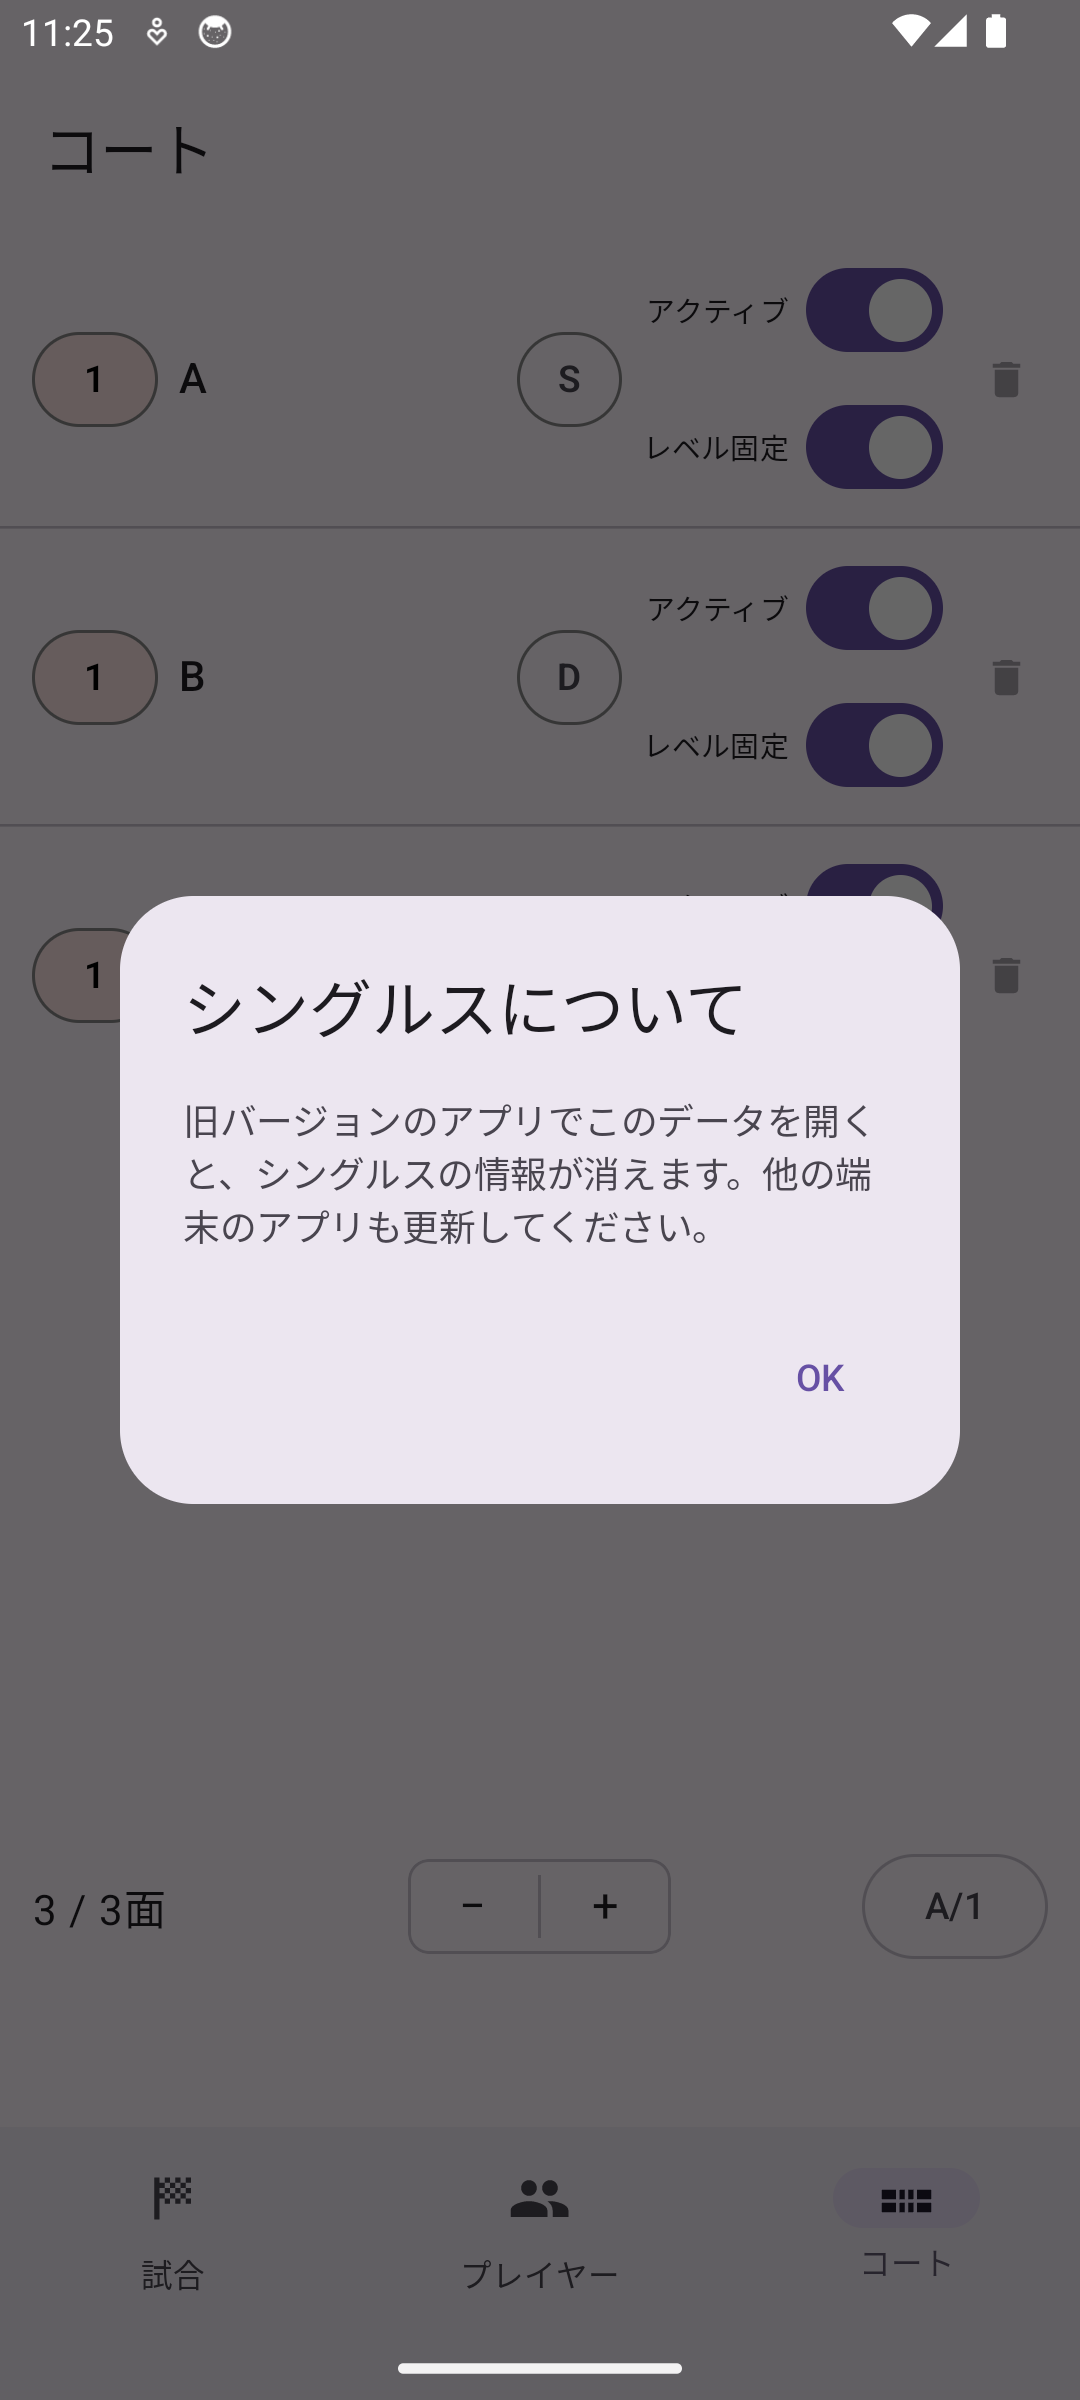 11:25
コート
アクティブ
1 A S
レベル固定
アクティブ
1 B D
レベル固定
1
シングルスについて
旧バージョンのアプリでこのデータを開く
と、シングルスの情報が消えます。他の端
末のアプリも更新してください。
OK
3 / 3面 − + A/1
試合 プレイヤー コート